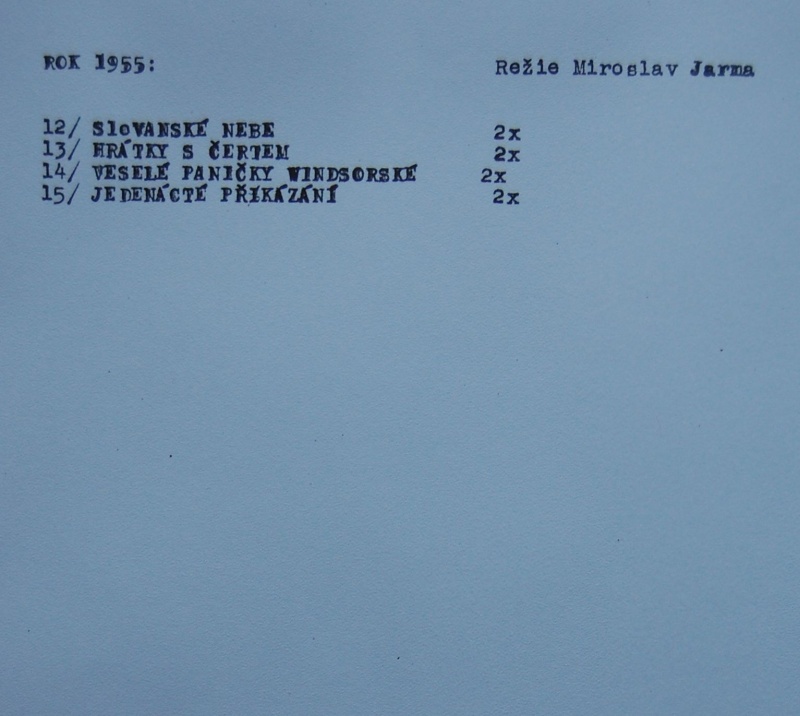 ROK 1955: Režie Miroslav Jarma
12/ SlOVANSKÉ NEBE 2x
13/ HRÁTKY S ČERTEM 2x
14/ VESELÉ PANIČKY WINDSORSKÉ 2x
15/ JEDENÁCTÉ PŘIKÁZÁNÍ 2x